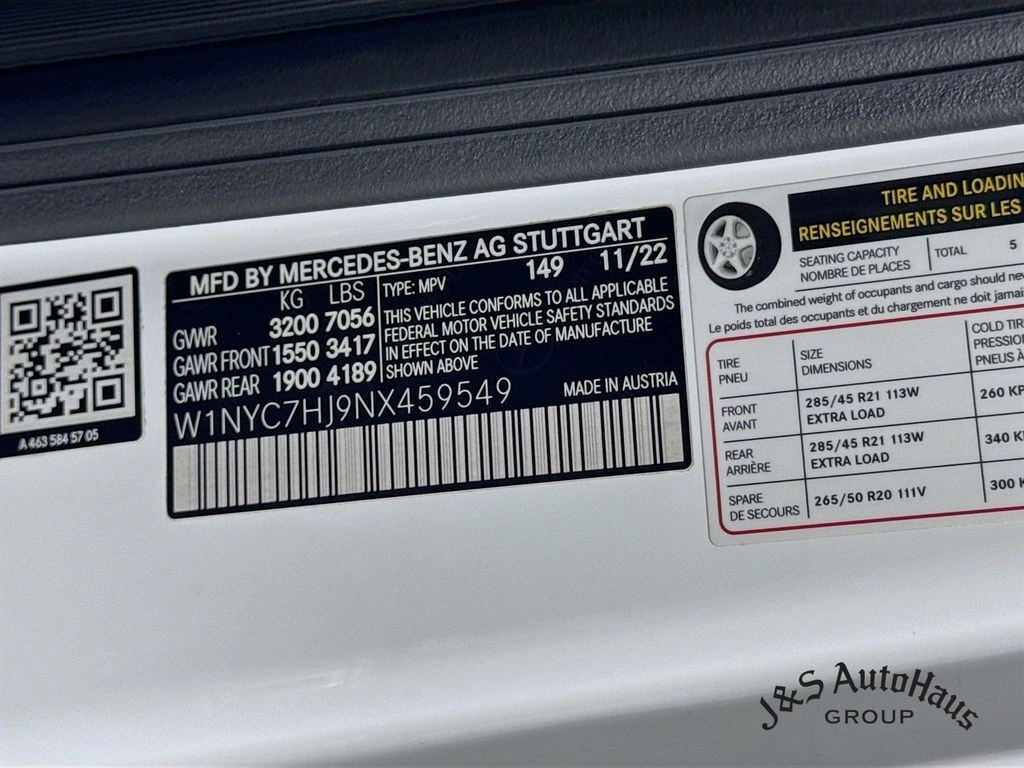 MFD BY MERCEDES-BENZ AG STUTTGART
KG LBS
TYPE: MPV 149 11/22
GVWR 3200 7056
GAWR FRONT 1550 3417
GAWR REAR 1900 4189
THIS VEHICLE CONFORMS TO ALL APPLICABLE
FEDERAL MOTOR VEHICLE SAFETY STANDARDS
IN EFFECT ON THE DATE OF MANUFACTURE
SHOWN ABOVE
W1NYC7HJ9NX459549
MADE IN AUSTRIA
A 463 584 57 05
TIRE AND LOADIN
RENSEIGNEMENTS SUR LES
SEATING CAPACITY
NOMBRE DE PLACES
TOTAL 5
The combined weight of occupants and cargo should nev
Le poids total des occupants et du chargement ne doit jamai
TIRE
PNEU
SIZE
DIMENSIONS
COLD TIR
PRESSIO
PNEUS À
FRONT
AVANT
285/45 R21 113W
EXTRA LOAD
260 KP
REAR
ARRIÈRE
285/45 R21 113W
EXTRA LOAD
340 K
SPARE
DE SECOURS
265/50 R20 111V
300 K
J&S AutoHaus
GROUP